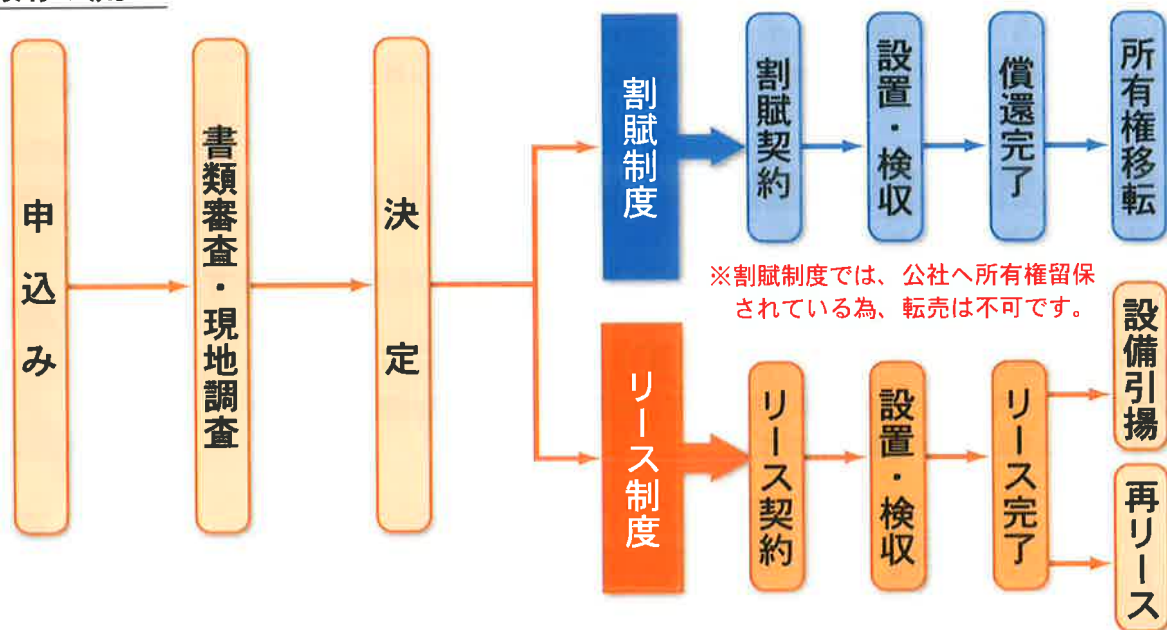 申込み
書類審査・現地調査
決定
割賦制度
割賦契約
設置・検収
償還完了
所有権移転
※割賦制度では、公社へ所有権留保
されている為、転売は不可です。
リース制度
リース契約
設置・検収
リース完了
設備引揚
再リース